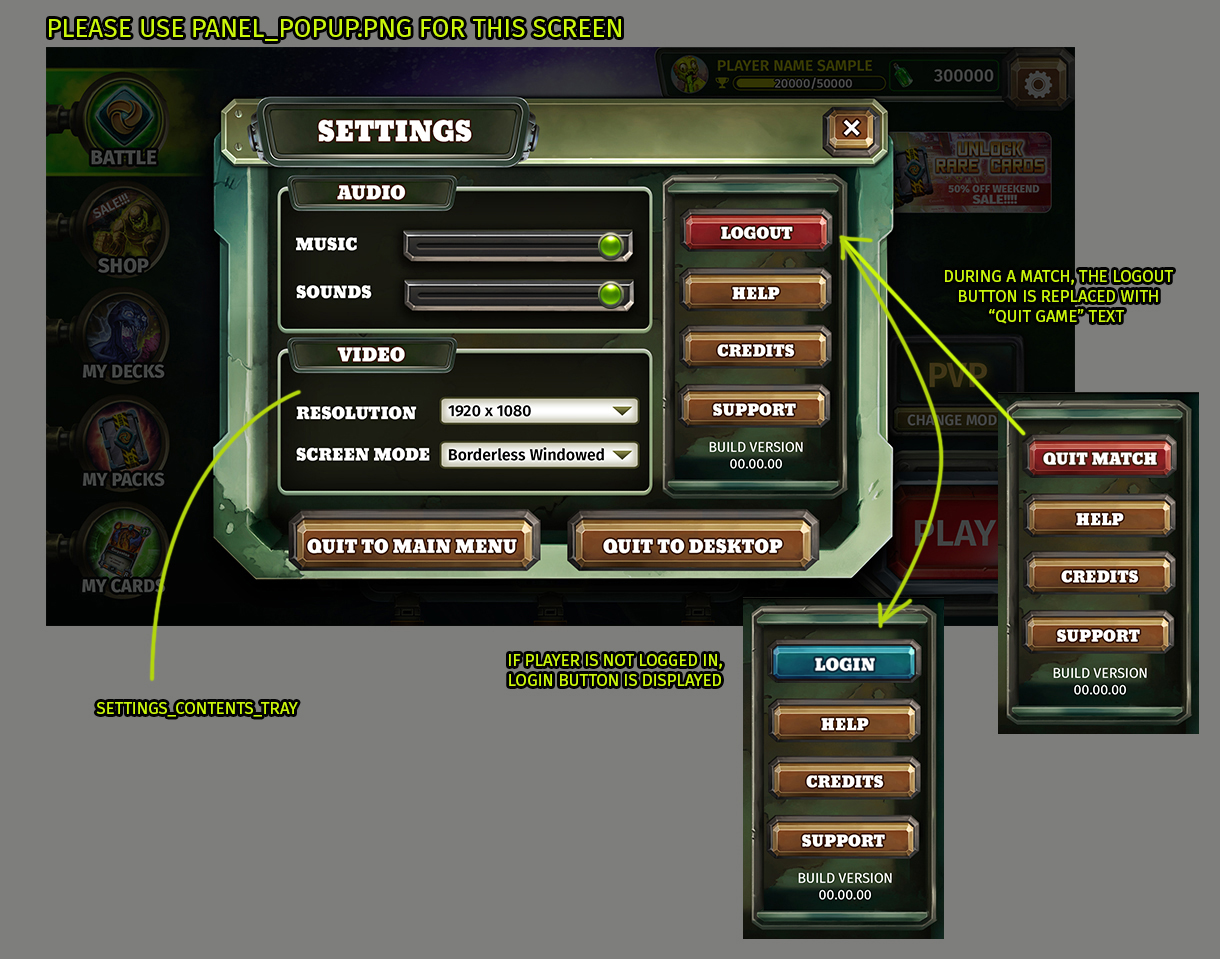 PLEASE USE PANEL_POPUP.PNG FOR THIS SCREEN
PLAYER NAME SAMPLE
20000/50000
300000
BATTLE
SALE!!!
SHOP
MY DECKS
MY PACKS
MY CARDS
UNLOCK
RARE CARDS
50% OFF WEEKEND
SALE!!!!
PVP
CHANGE MOD
PLAY
SETTINGS
AUDIO
MUSIC
SOUNDS
VIDEO
RESOLUTION
1920 x 1080
SCREEN MODE
Borderless Windowed
LOGOUT
HELP
CREDITS
SUPPORT
BUILD VERSION
00.00.00
QUIT TO MAIN MENU
QUIT TO DESKTOP
DURING A MATCH, THE LOGOUT
BUTTON IS REPLACED WITH
“QUIT GAME” TEXT
QUIT MATCH
HELP
CREDITS
SUPPORT
BUILD VERSION
00.00.00
IF PLAYER IS NOT LOGGED IN,
LOGIN BUTTON IS DISPLAYED
SETTINGS_CONTENTS_TRAY
LOGIN
HELP
CREDITS
SUPPORT
BUILD VERSION
00.00.00